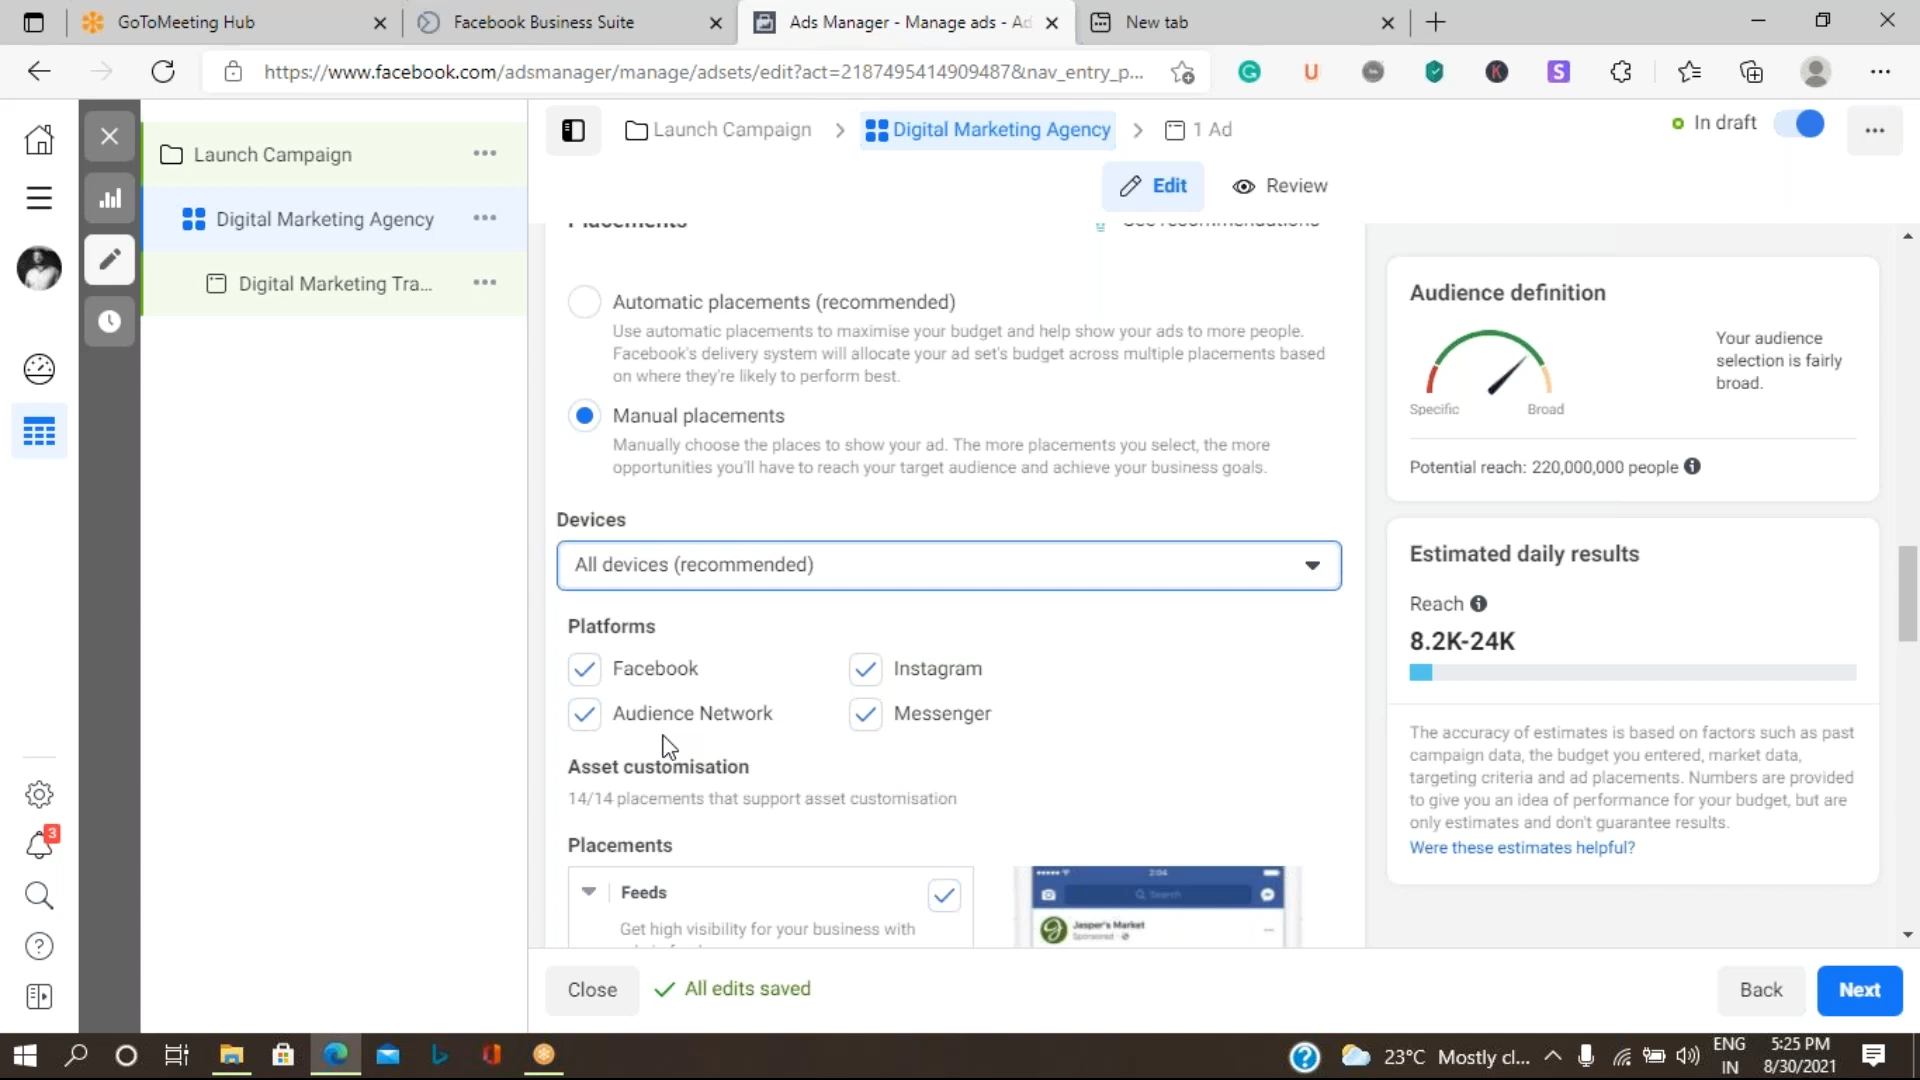 GoToMeeting Hub
Facebook Business Suite
Ads Manager - Manage ads - Ad
New tab
https://www.facebook.com/adsmanager/manage/adsets/edit?act=2187495414909487&nav_entry_p...
Launch Campaign
Digital Marketing Agency
Digital Marketing Tra...
Launch Campaign
Digital Marketing Agency
1 Ad
In draft
Edit
Review
Placements
See recommendations
Automatic placements (recommended)
Use automatic placements to maximise your budget and help show your ads to more people.
Facebook's delivery system will allocate your ad set's budget across multiple placements based
on where they're likely to perform best.
Manual placements
Manually choose the places to show your ad. The more placements you select, the more
opportunities you'll have to reach your target audience and achieve your business goals.
Devices
All devices (recommended)
Platforms
Facebook
Instagram
Audience Network
Messenger
Asset customisation
14/14 placements that support asset customisation
Placements
Feeds
Get high visibility for your business with
2:04
Search
Jasper's Market
Sponsored
Audience definition
Specific
Broad
Your audience
selection is fairly
broad.
Potential reach: 220,000,000 people
Estimated daily results
Reach
8.2K-24K
The accuracy of estimates is based on factors such as past
campaign data, the budget you entered, market data,
targeting criteria and ad placements. Numbers are provided
to give you an idea of performance for your budget, but are
only estimates and don't guarantee results.
Were these estimates helpful?
Close
All edits saved
Back
Next
3
23°C Mostly cl...
ENG
IN
5:25 PM
8/30/2021